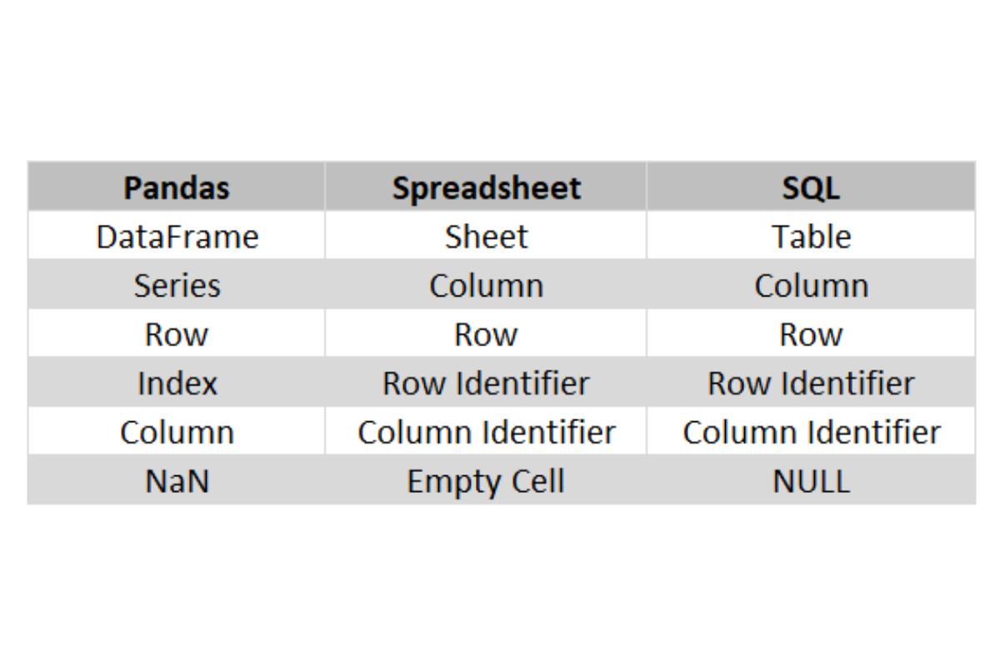 Pandas Spreadsheet SQL
DataFrame Sheet Table
Series Column Column
Row Row Row
Index Row Identifier Row Identifier
Column Column Identifier Column Identifier
NaN Empty Cell NULL